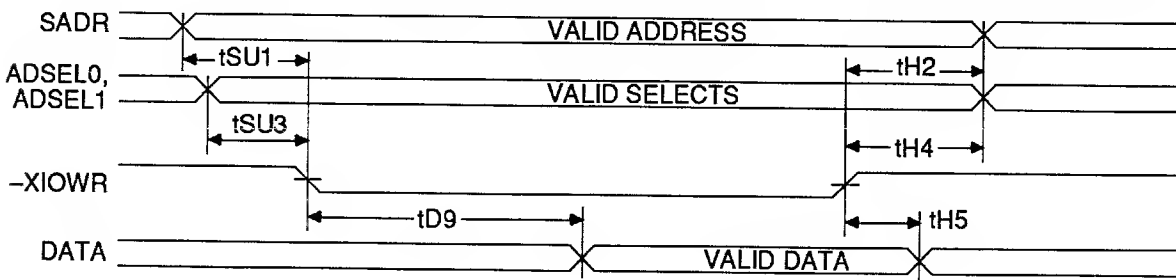 SADR
VALID ADDRESS
tSU1
tH2
ADSEL0,
ADSEL1
VALID SELECTS
tSU3
tH4
–XIOWR
tD9
tH5
DATA
VALID DATA